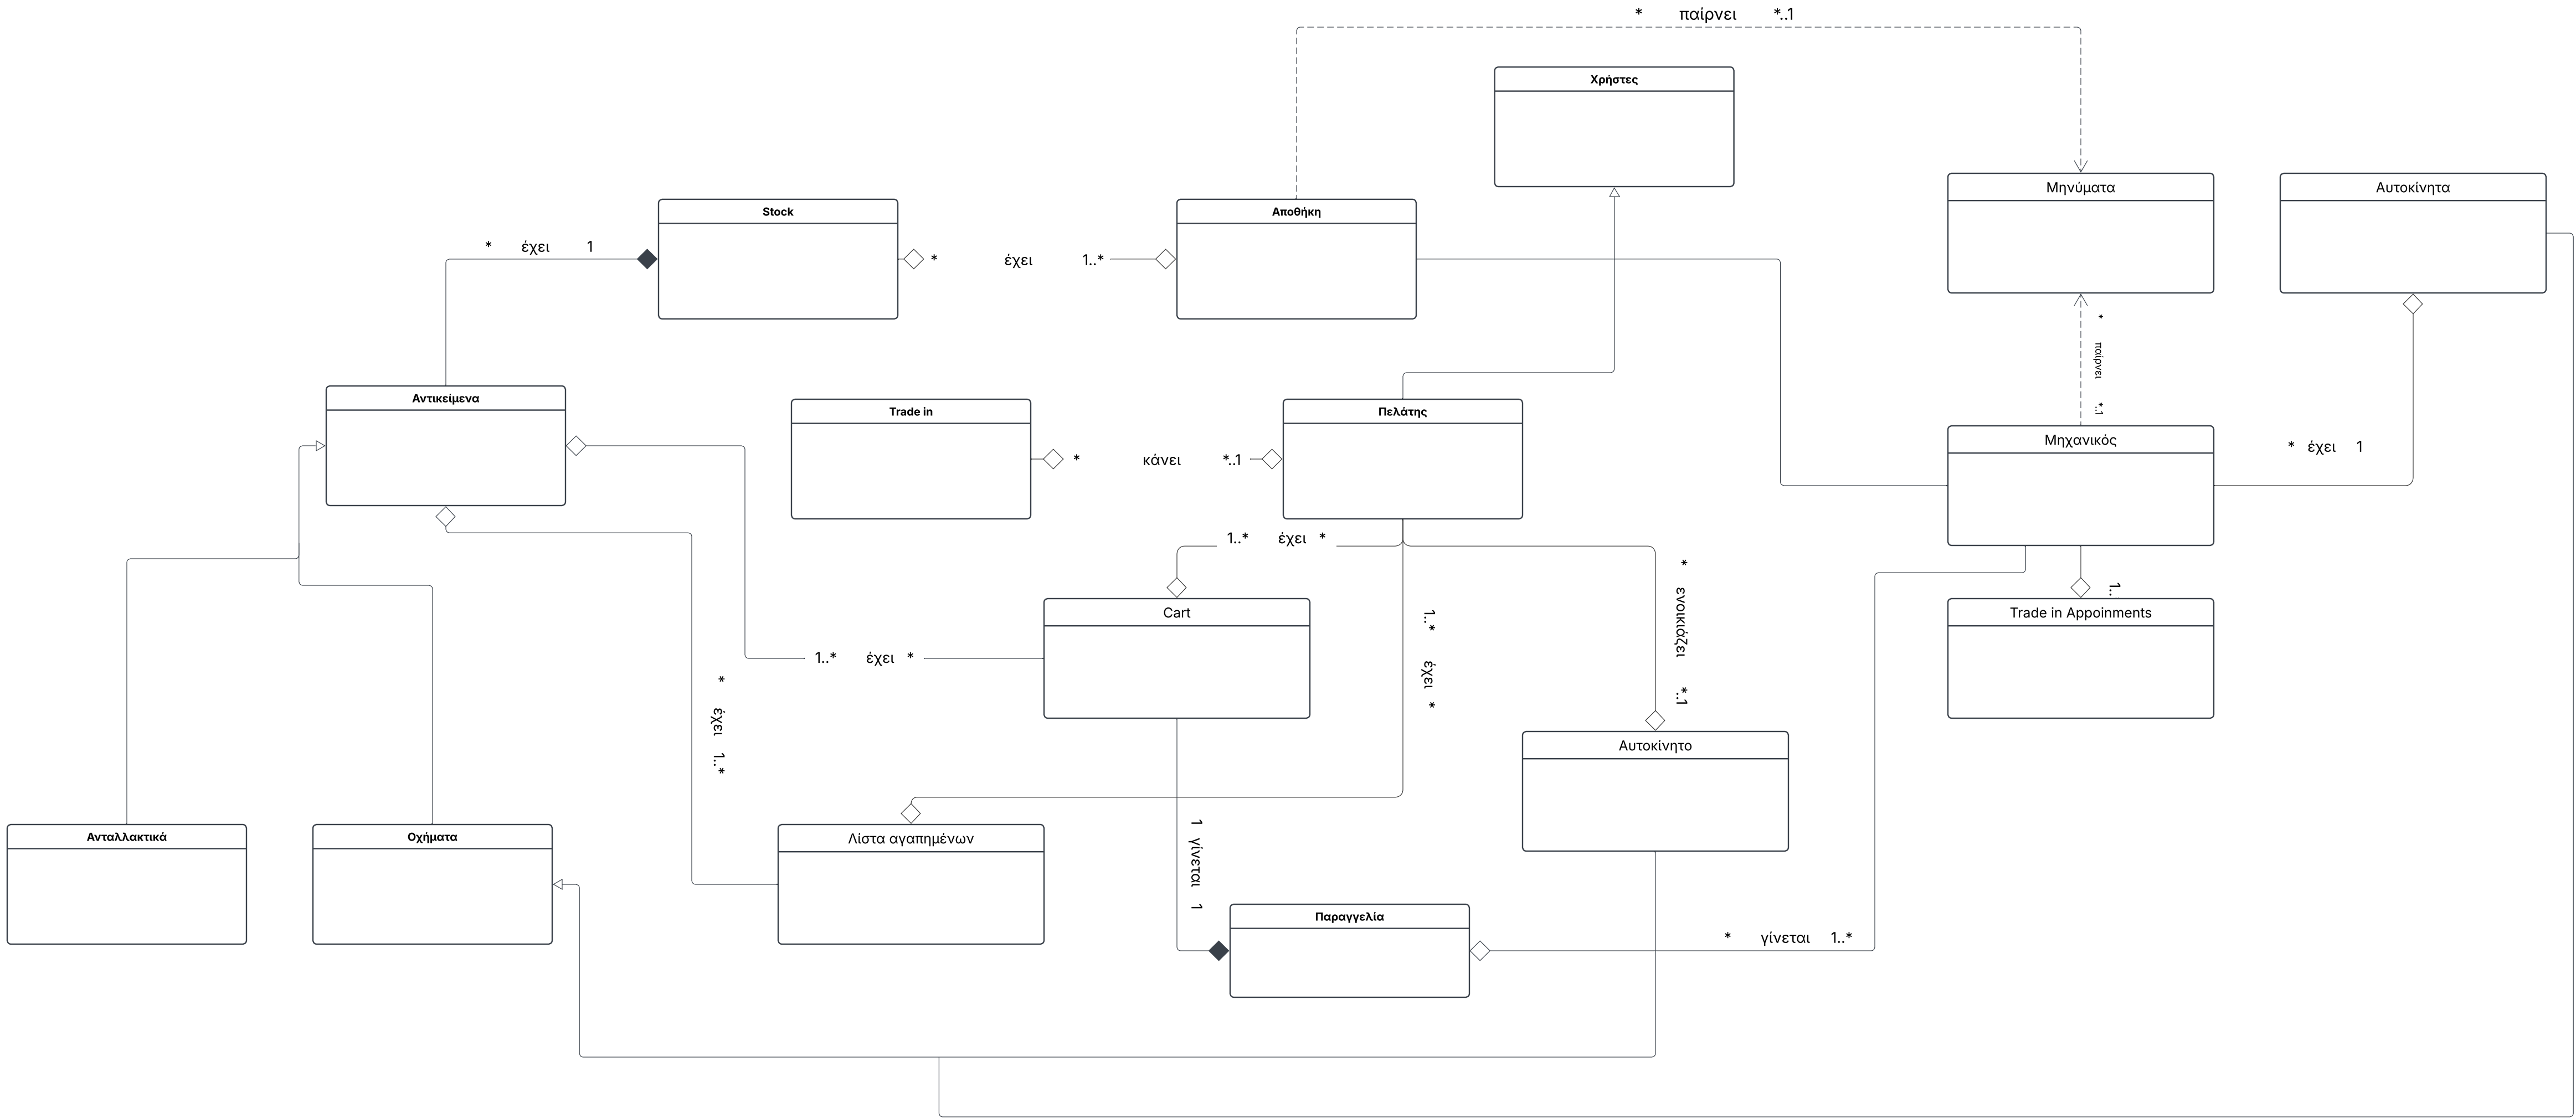 * παίρνει *..1
Χρήστες
Stock
Αποθήκη
Μηνύματα
Αυτοκίνητα
* έχει 1
* έχει 1..*
* παίρνει *..1
Αντικείμενα
Trade in
Πελάτης
Μηχανικός
* κάνει *..1
* έχει 1
1..* έχει *
Cart
Trade in Appoinments
1..
1..* έχει *
* ενοικιάζει *..1
1..* έχει *
* έχει 1..*
Αυτοκίνητο
Ανταλλακτικά
Οχήματα
Λίστα αγαπημένων
1 γίνεται 1
Παραγγελία
* γίνεται 1..*